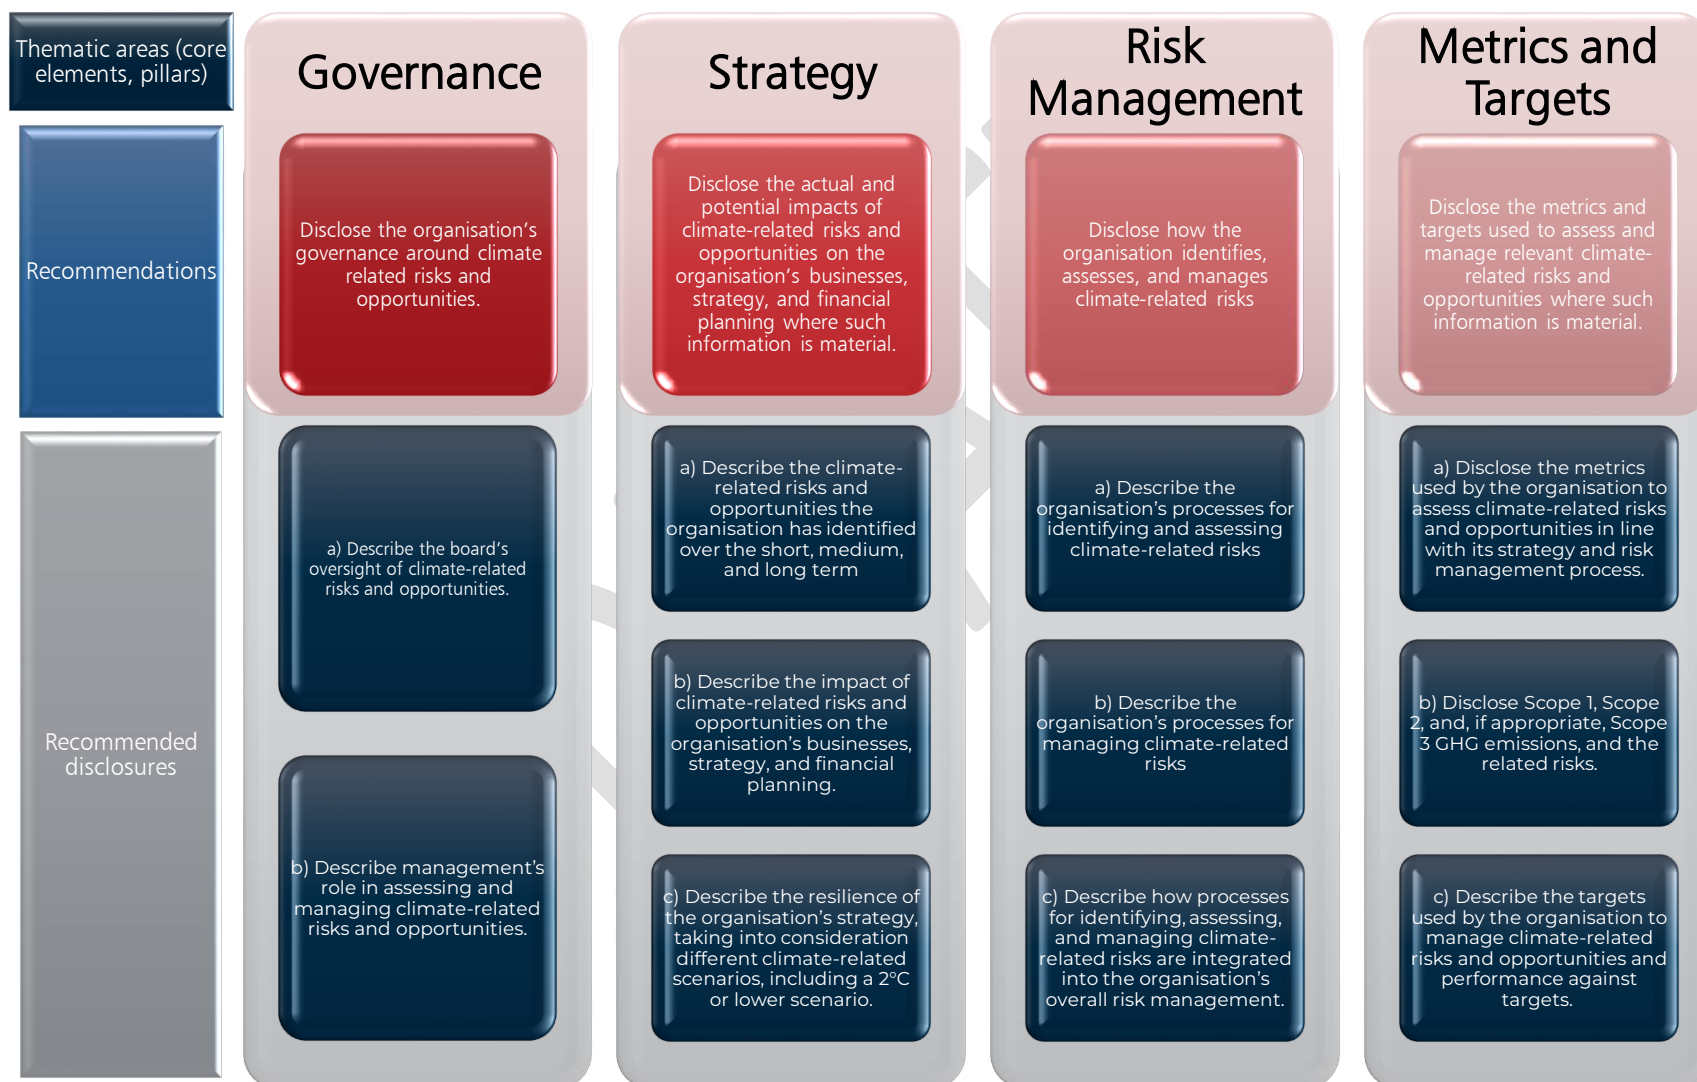 Thematic areas (core
elements, pillars)
Governance
Strategy
Risk
Management
Metrics and
Targets
Recommendations
Disclose the organisation's
governance around climate
related risks and
opportunities.
Disclose the actual and
potential impacts of
climate-related risks and
opportunities on the
organisation's businesses,
strategy, and financial
planning where such
information is material.
Disclose how the
organisation identifies,
assesses, and manages
climate-related risks
Disclose the metrics and
targets used to assess and
manage relevant climate-
related risks and
opportunities where such
information is material.
Recommended
disclosures
a) Describe the board's
oversight of climate-related
risks and opportunities.
b) Describe management's
role in assessing and
managing climate-related
risks and opportunities.
a) Describe the climate-
related risks and
opportunities the
organisation has identified
over the short, medium,
and long term
b) Describe the impact of
climate-related risks and
opportunities on the
organisation's businesses,
strategy, and financial
planning.
c) Describe the resilience of
the organisation's strategy,
taking into consideration
different climate-related
scenarios, including a 2°C
or lower scenario.
a) Describe the
organisation's processes for
identifying and assessing
climate-related risks
b) Describe the
organisation's processes for
managing climate-related
risks
c) Describe how processes
for identifying, assessing,
and managing climate-
related risks are integrated
into the organisation's
overall risk management.
a) Disclose the metrics
used by the organisation to
assess climate-related risks
and opportunities in line
with its strategy and risk
management process.
b) Disclose Scope 1, Scope
2, and, if appropriate, Scope
3 GHG emissions, and the
related risks.
c) Describe the targets
used by the organisation to
manage climate-related
risks and opportunities and
performance against
targets.